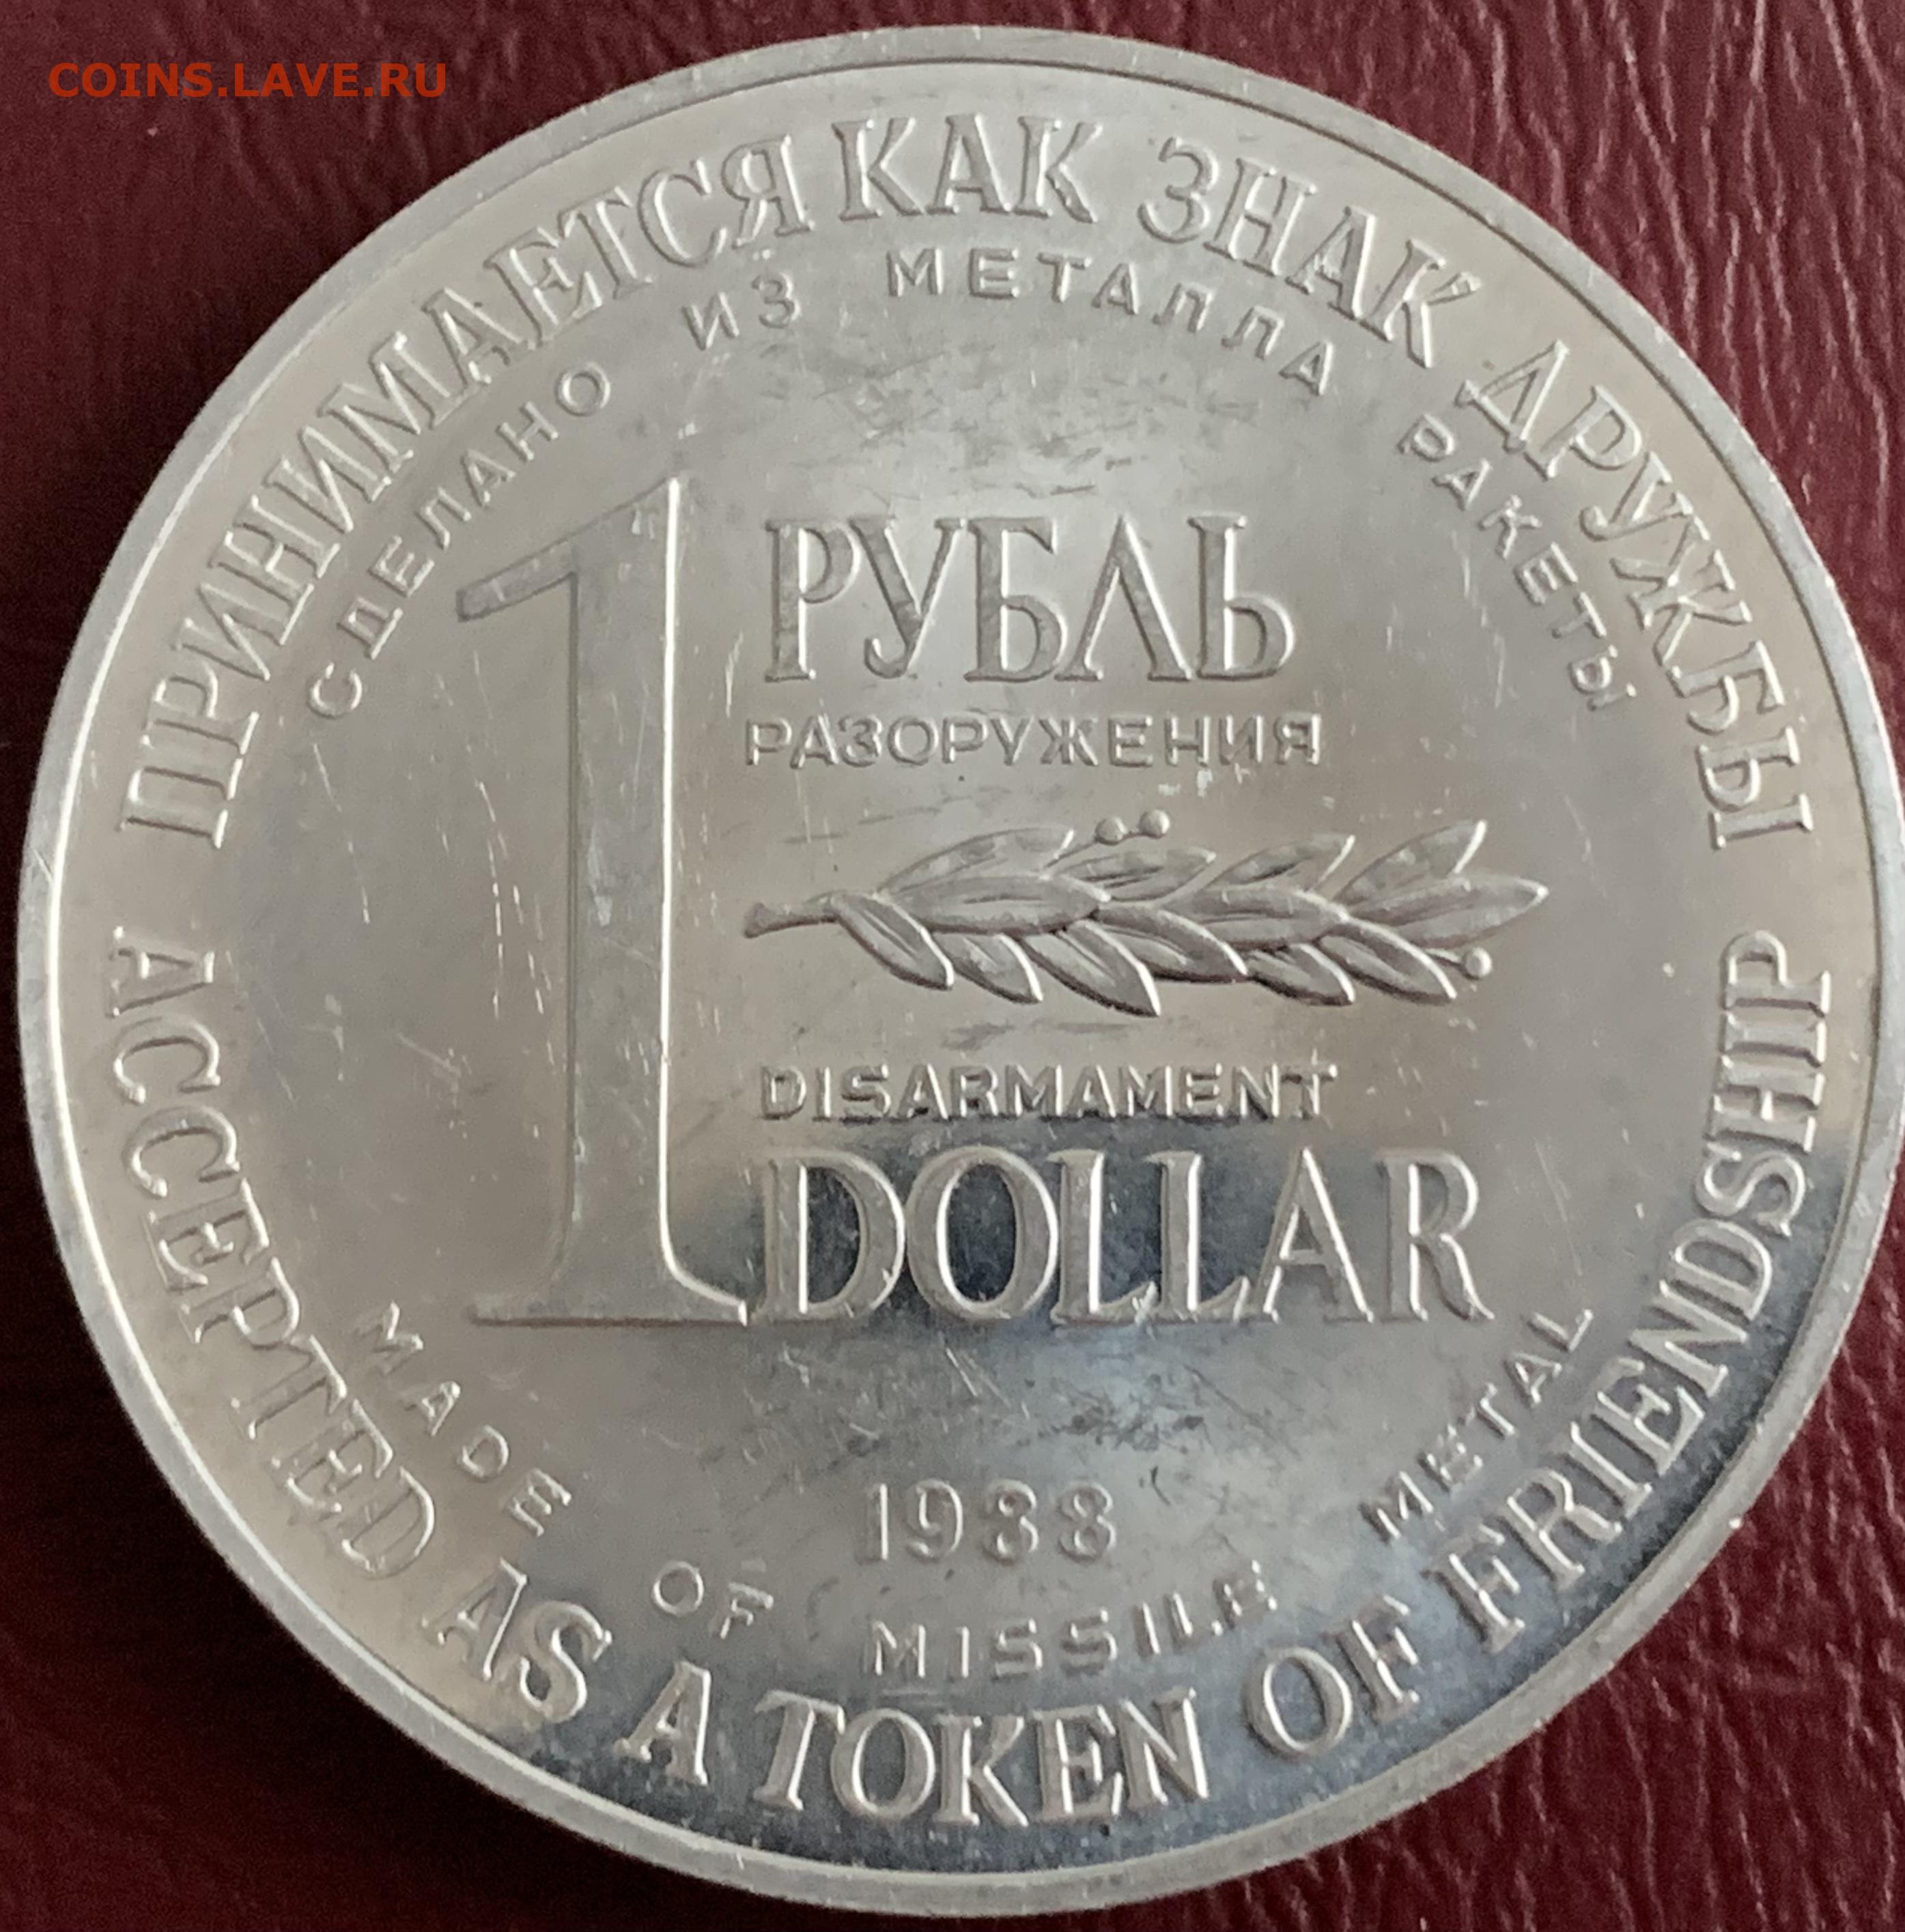 COINS.LAVE.RU
ПРИНИМАЕТСЯ КАК ЗНАК ДРУЖБЫ
СДЕЛАНО ИЗ МЕТАЛЛА РАКЕТЫ
1 РУБЛЬ
РАЗОРУЖЕНИЯ
DISARMAMENT
DOLLAR
1988
MADE OF MISSILE METAL
ACCEPTED AS A TOKEN OF FRIENDSHIP